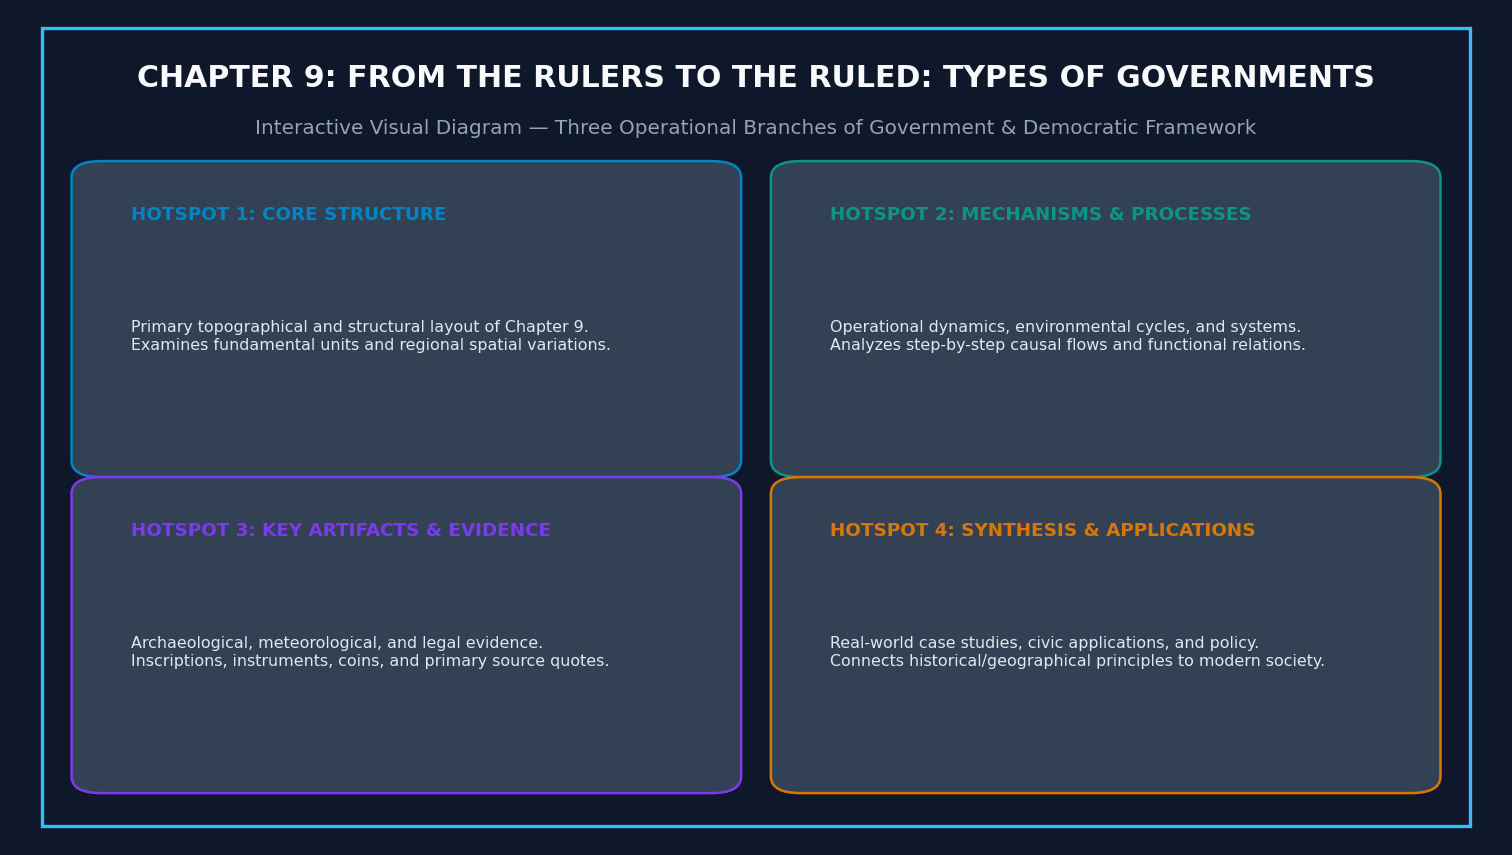 CHAPTER 9: FROM THE RULERS TO THE RULED: TYPES OF GOVERNMENTS
Interactive Visual Diagram — Three Operational Branches of Government & Democratic Framework
HOTSPOT 1: CORE STRUCTURE
Primary topographical and structural layout of Chapter 9.
Examines fundamental units and regional spatial variations.
HOTSPOT 2: MECHANISMS & PROCESSES
Operational dynamics, environmental cycles, and systems.
Analyzes step-by-step causal flows and functional relations.
HOTSPOT 3: KEY ARTIFACTS & EVIDENCE
Archaeological, meteorological, and legal evidence.
Inscriptions, instruments, coins, and primary source quotes.
HOTSPOT 4: SYNTHESIS & APPLICATIONS
Real-world case studies, civic applications, and policy.
Connects historical/geographical principles to modern society.